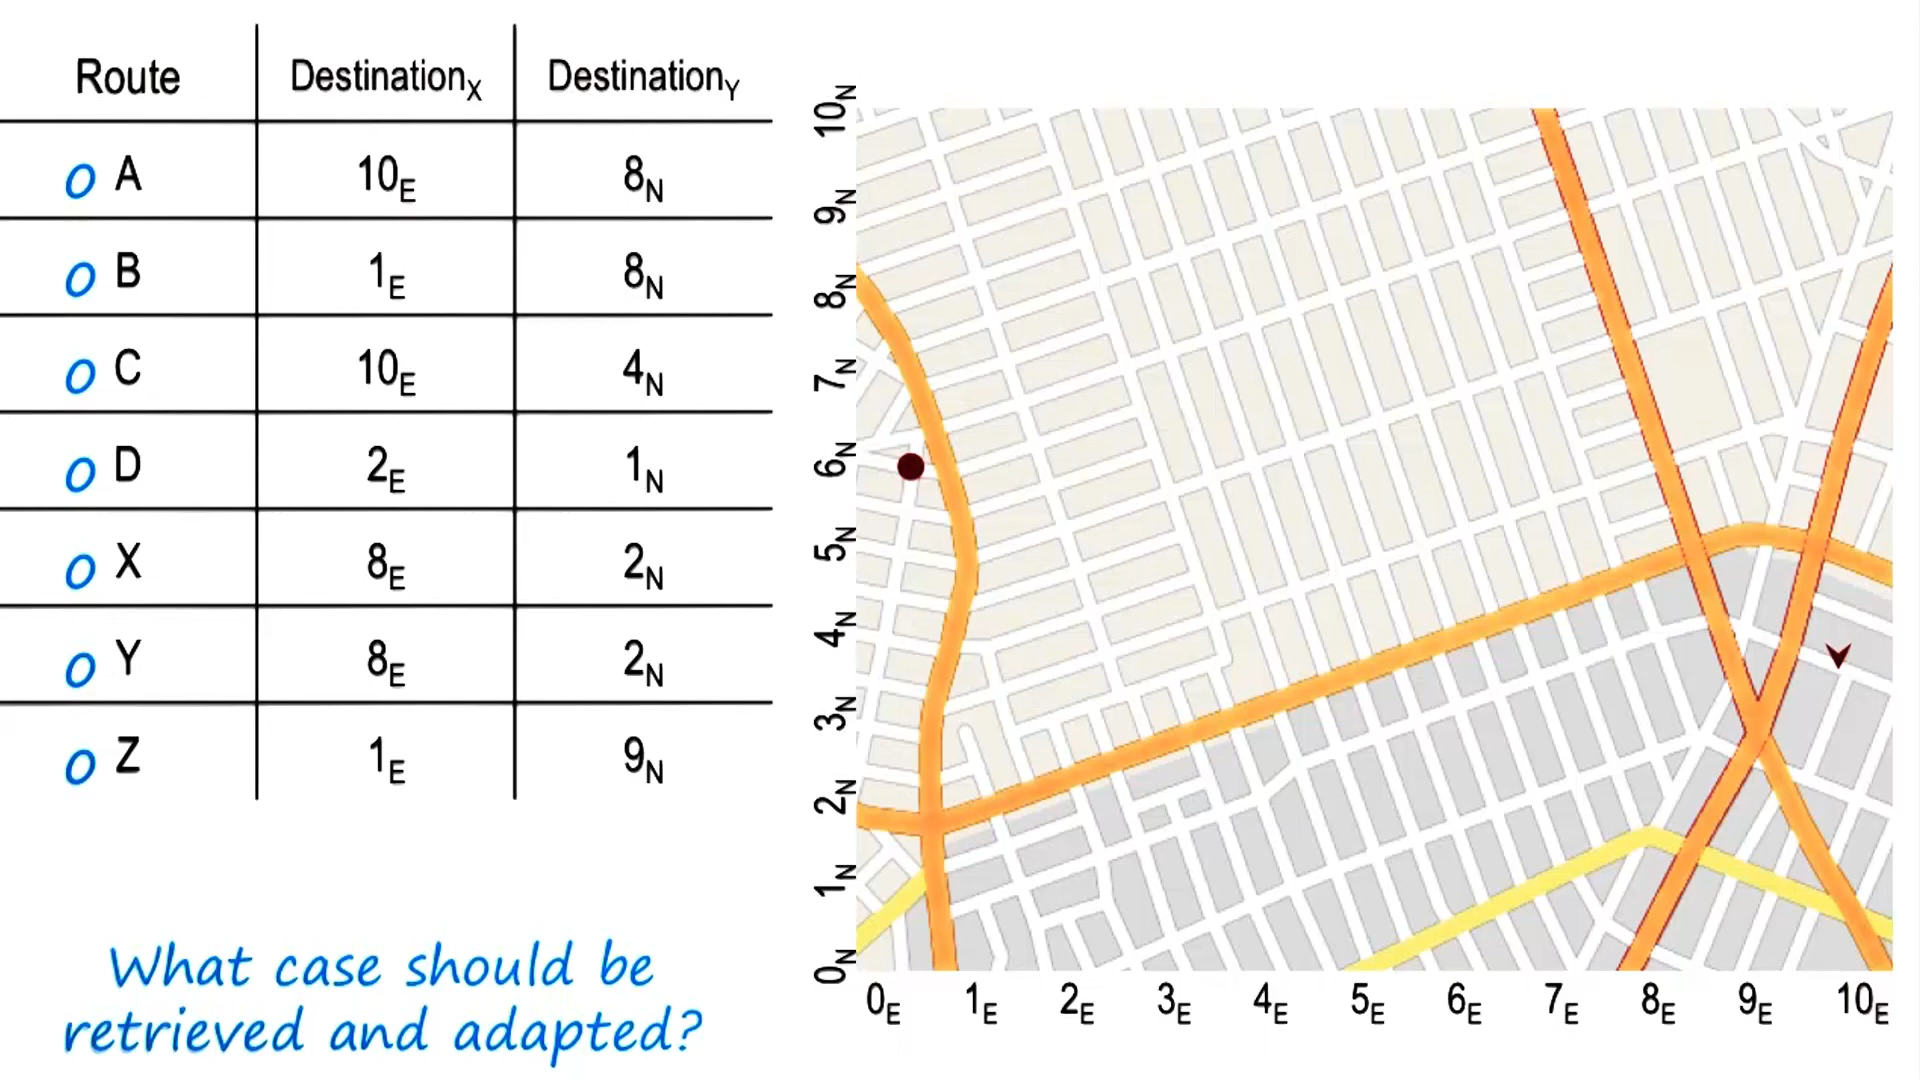 Route Destination_X Destination_Y
A 10_E 8_N
B 1_E 8_N
C 10_E 4_N
D 2_E 1_N
X 8_E 2_N
Y 8_E 2_N
Z 1_E 9_N
What case should be
retrieved and adapted?
10_N
9_N
8_N
7_N
6_N
5_N
4_N
3_N
2_N
1_N
0_N
0_E 1_E 2_E 3_E 4_E 5_E 6_E 7_E 8_E 9_E 10_E